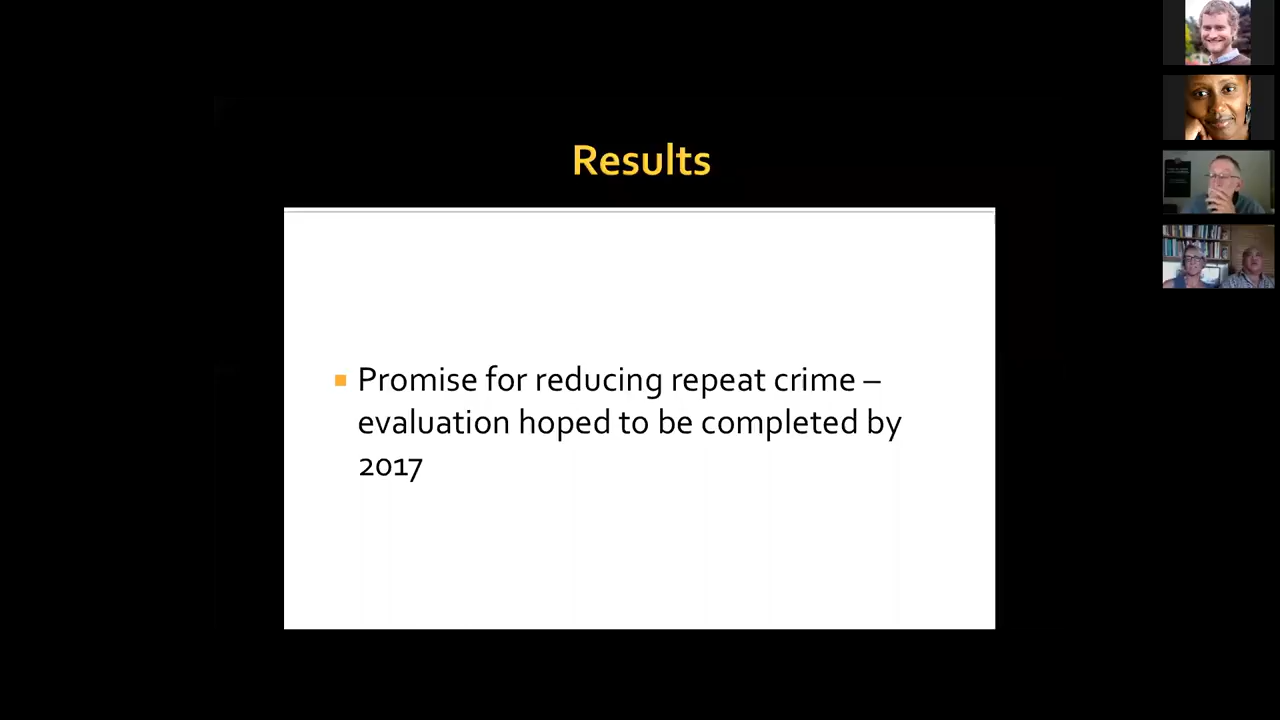 Results
Promise for reducing repeat crime –
evaluation hoped to be completed by
2017